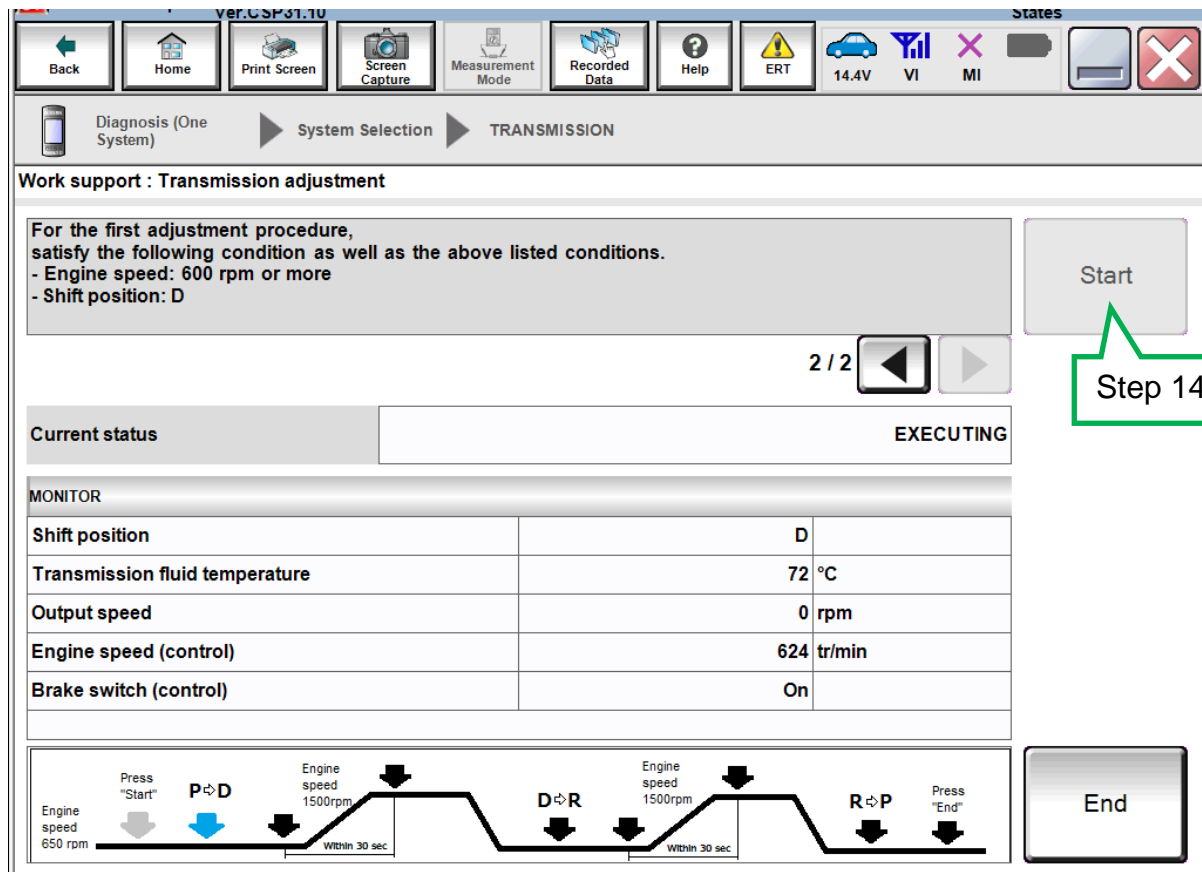 Ver.CSP31.10 States
Back Home Print Screen Screen Capture Measurement Mode Recorded Data Help ERT 14.4V VI MI
Diagnosis (One System) System Selection TRANSMISSION
Work support : Transmission adjustment
For the first adjustment procedure,
satisfy the following condition as well as the above listed conditions.
- Engine speed: 600 rpm or more
- Shift position: D
Start
2 / 2
Step 14
Current status EXECUTING
MONITOR
Shift position D
Transmission fluid temperature 72 °C
Output speed 0 rpm
Engine speed (control) 624 tr/min
Brake switch (control) On
Engine speed 650 rpm
Press "Start"
P⇨D
Engine speed 1500rpm
Within 30 sec
D⇨R
Engine speed 1500rpm
Within 30 sec
R⇨P
Press "End"
End